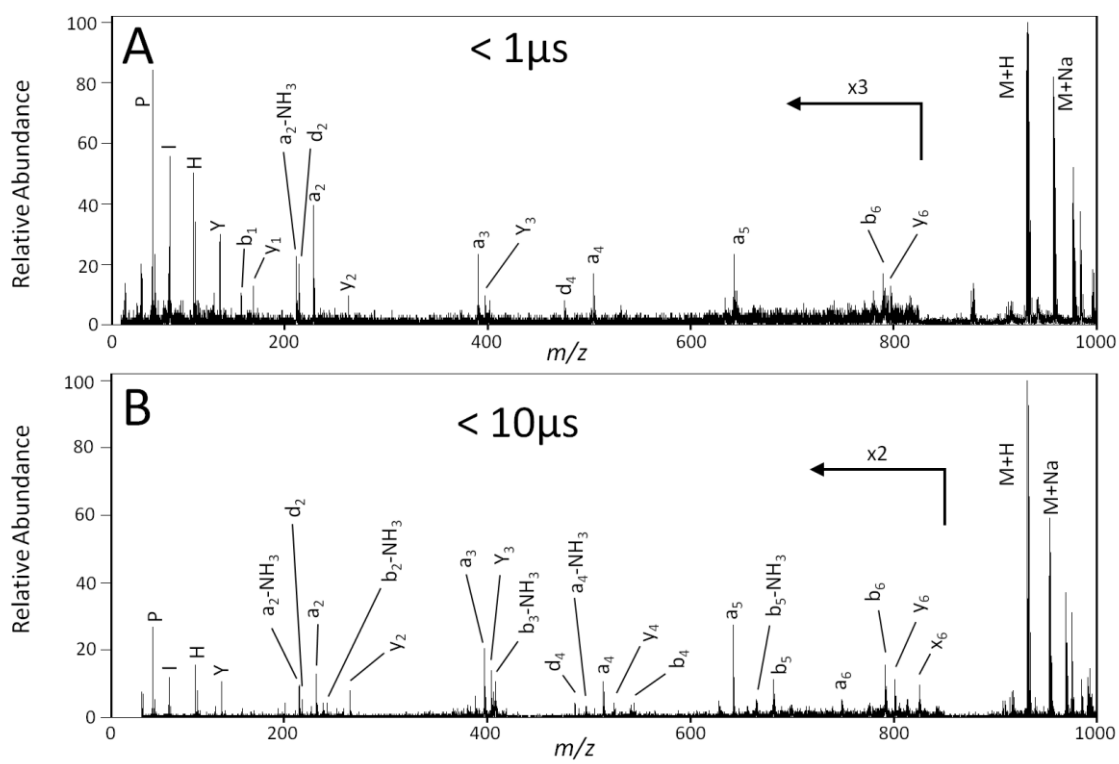 A
< 1µs
Relative Abundance
100
80
60
40
20
0
P
I
H
Y
b₁
y₁
a₂-NH₃
d₂
a₂
y₂
a₃
Y₃
d₄
a₄
a₅
x3
b₆
y₆
M+H
M+Na
0
200
400
600
800
1000
m/z
B
< 10µs
Relative Abundance
100
80
60
40
20
0
P
I
H
Y
a₂-NH₃
d₂
a₂
b₂-NH₃
y₂
a₃
Y₃
b₃-NH₃
d₄
a₄-NH₃
a₄
y₄
b₄
a₅
b₅-NH₃
b₅
a₆
x2
b₆
y₆
x₆
M+H
M+Na
0
200
400
600
800
1000
m/z